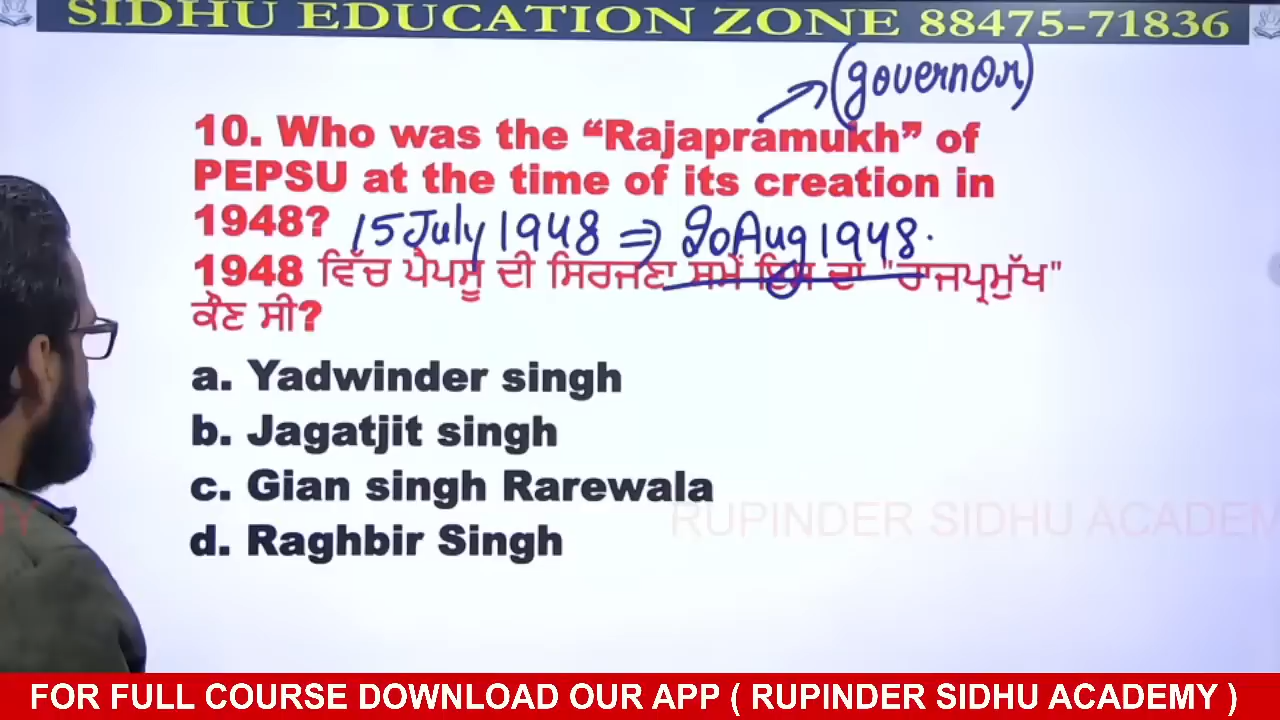 SIDHU EDUCATION ZONE 88475-71836
(governor)
10. Who was the “Rajapramukh” of
PEPSU at the time of its creation in
1948? 15 July 1948 ⇒ 20 Aug 1948.
1948 ਵਿੱਚ ਪੈਪਸੂ ਦੀ ਸਿਰਜਣਾ ਸਮੇਂ ਇਸ ਦਾ "ਰਾਜਪ੍ਰਮੁੱਖ"
ਕੌਣ ਸੀ?
a. Yadwinder singh
b. Jagatjit singh
c. Gian singh Rarewala
RUPINDER SIDHU ACADEM
d. Raghbir Singh
FOR FULL COURSE DOWNLOAD OUR APP ( RUPINDER SIDHU ACADEMY )